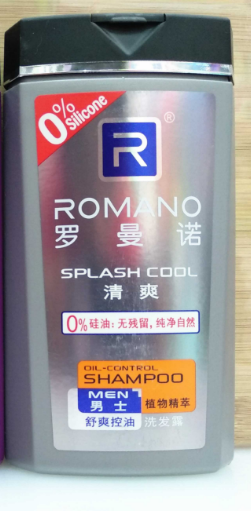 0%
Silicone
R
®
ROMANO
罗曼诺
SPLASH COOL
清爽
0%硅油：无残留，纯净自然
OIL-CONTROL
SHAMPOO
MEN
男士 植物精萃
舒爽控油 洗发露